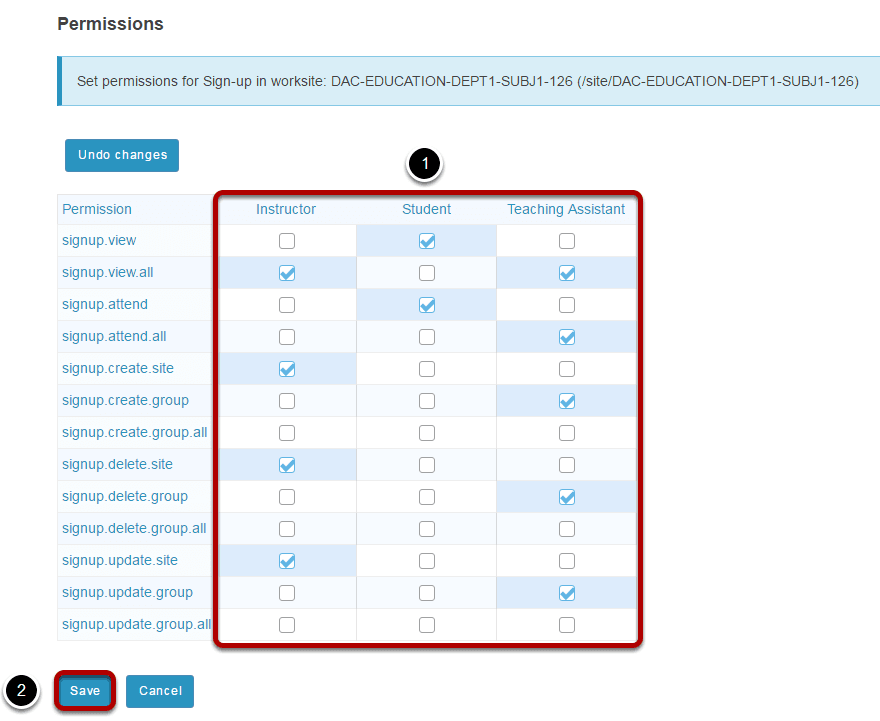 Permissions
Set permissions for Sign-up in worksite: DAC-EDUCATION-DEPT1-SUBJ1-126 (/site/DAC-EDUCATION-DEPT1-SUBJ1-126)
Undo changes
1
Permission Instructor Student Teaching Assistant
signup.view
signup.view.all
signup.attend
signup.attend.all
signup.create.site
signup.create.group
signup.create.group.all
signup.delete.site
signup.delete.group
signup.delete.group.all
signup.update.site
signup.update.group
signup.update.group.all
2 Save Cancel